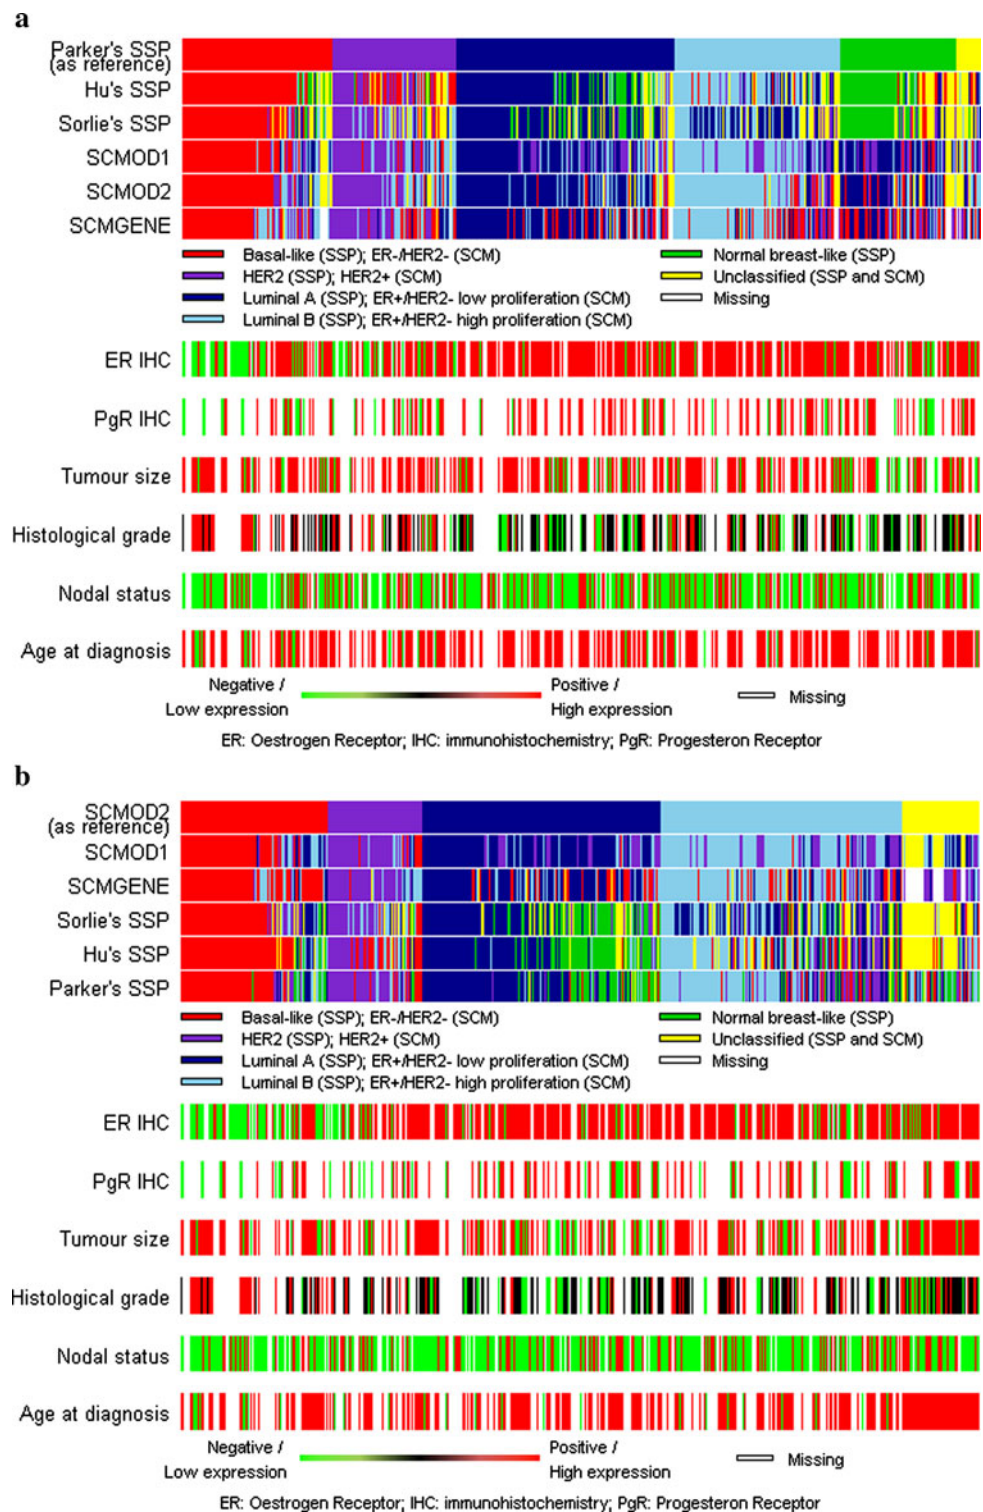 a
Parker's SSP
(as reference)
Hu's SSP
Sorlie's SSP
SCMOD1
SCMOD2
SCMGENE
Basal-like (SSP); ER-/HER2- (SCM)
HER2 (SSP); HER2+ (SCM)
Luminal A (SSP); ER+/HER2- low proliferation (SCM)
Luminal B (SSP); ER+/HER2- high proliferation (SCM)
Normal breast-like (SSP)
Unclassified (SSP and SCM)
Missing
ER IHC
PgR IHC
Tumour size
Histological grade
Nodal status
Age at diagnosis
Negative /
Low expression
Positive /
High expression
Missing
ER: Oestrogen Receptor; IHC: immunohistochemistry; PgR: Progesteron Receptor
b
SCMOD2
(as reference)
SCMOD1
SCMGENE
Sorlie's SSP
Hu's SSP
Parker's SSP
Basal-like (SSP); ER-/HER2- (SCM)
HER2 (SSP); HER2+ (SCM)
Luminal A (SSP); ER+/HER2- low proliferation (SCM)
Luminal B (SSP); ER+/HER2- high proliferation (SCM)
Normal breast-like (SSP)
Unclassified (SSP and SCM)
Missing
ER IHC
PgR IHC
Tumour size
Histological grade
Nodal status
Age at diagnosis
Negative /
Low expression
Positive /
High expression
Missing
ER: Oestrogen Receptor; IHC: immunohistochemistry; PgR: Progesteron Receptor